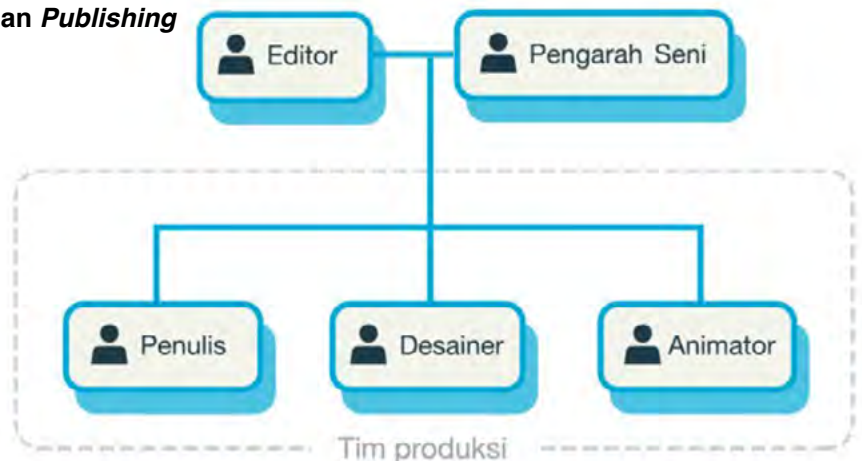 an Publishing
Editor
Pengarah Seni
Penulis
Desainer
Animator
Tim produksi